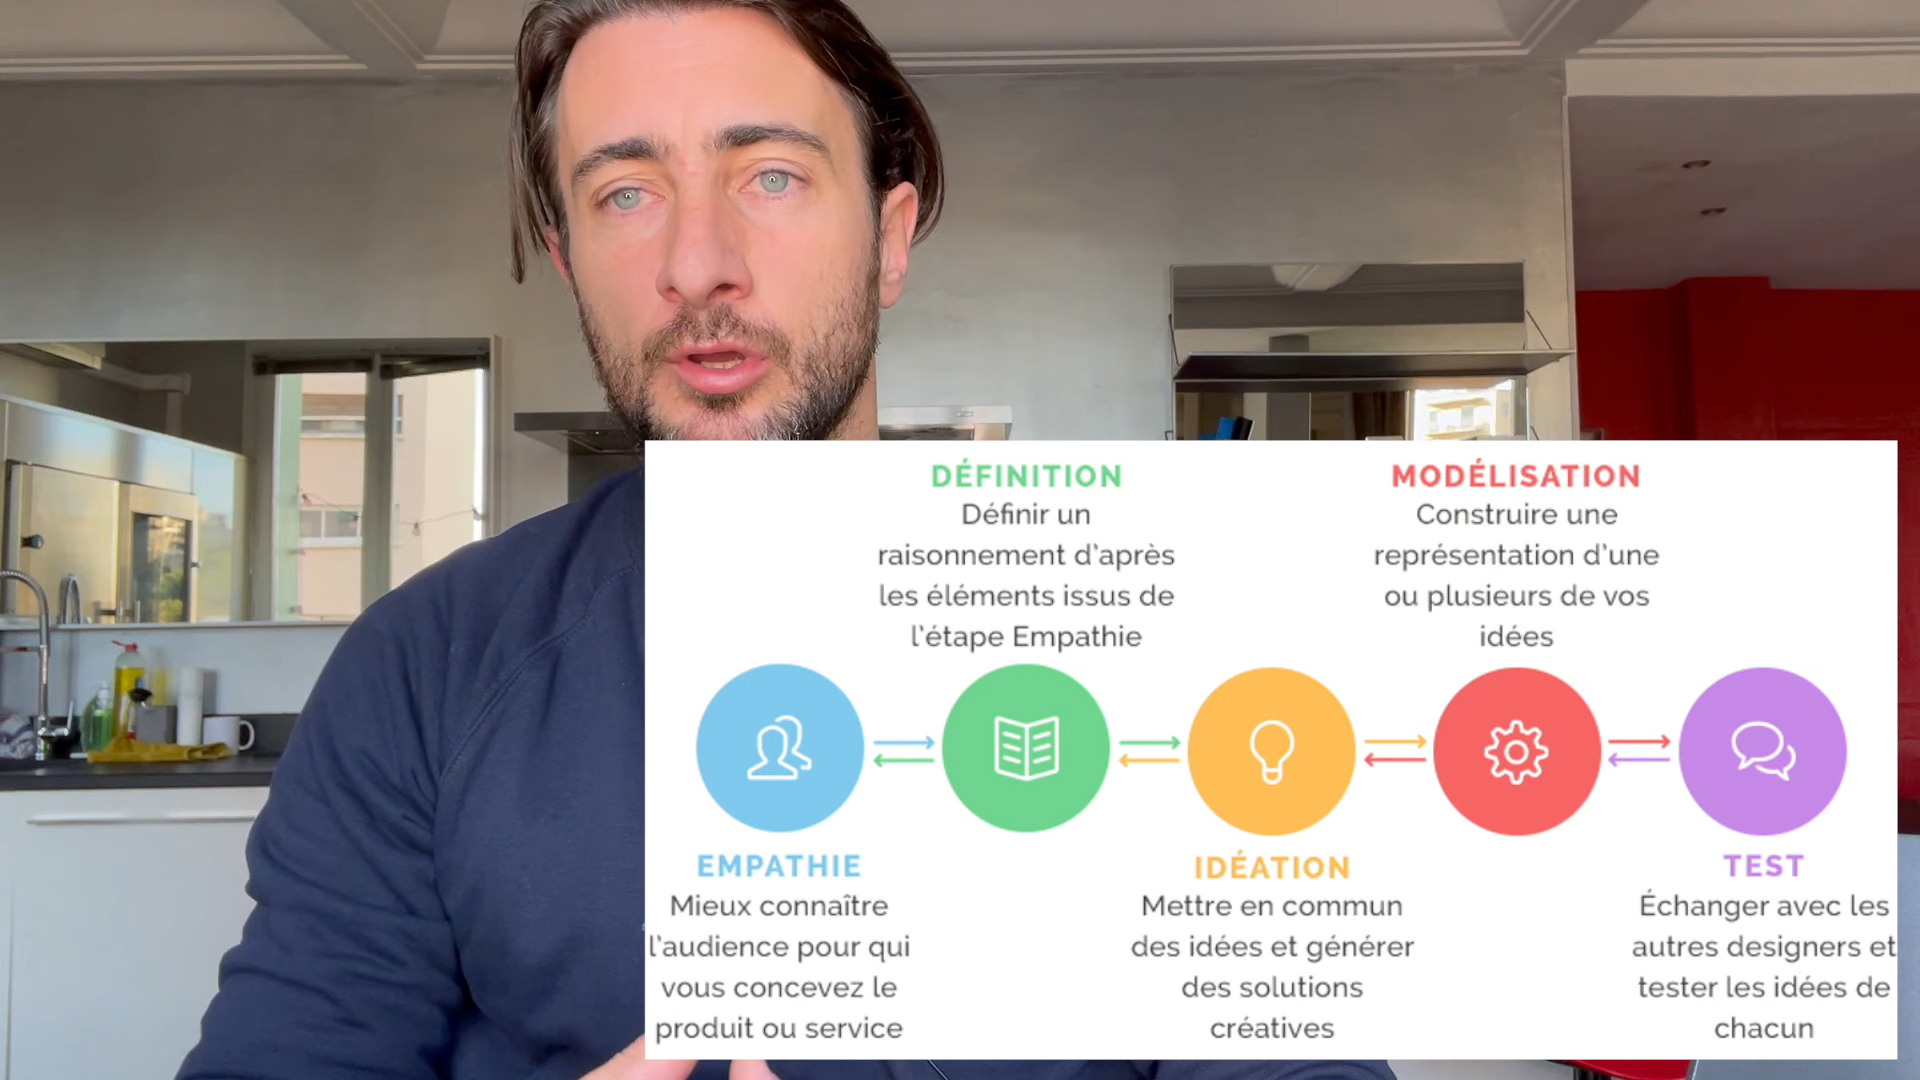 DÉFINITION
Définir un
raisonnement d'après
les éléments issus de
l'étape Empathie
MODÉLISATION
Construire une
représentation d'une
ou plusieurs de vos
idées
EMPATHIE
Mieux connaître
l'audience pour qui
vous concevez le
produit ou service
IDÉATION
Mettre en commun
des idées et générer
des solutions
créatives
TEST
Échanger avec les
autres designers et
tester les idées de
chacun